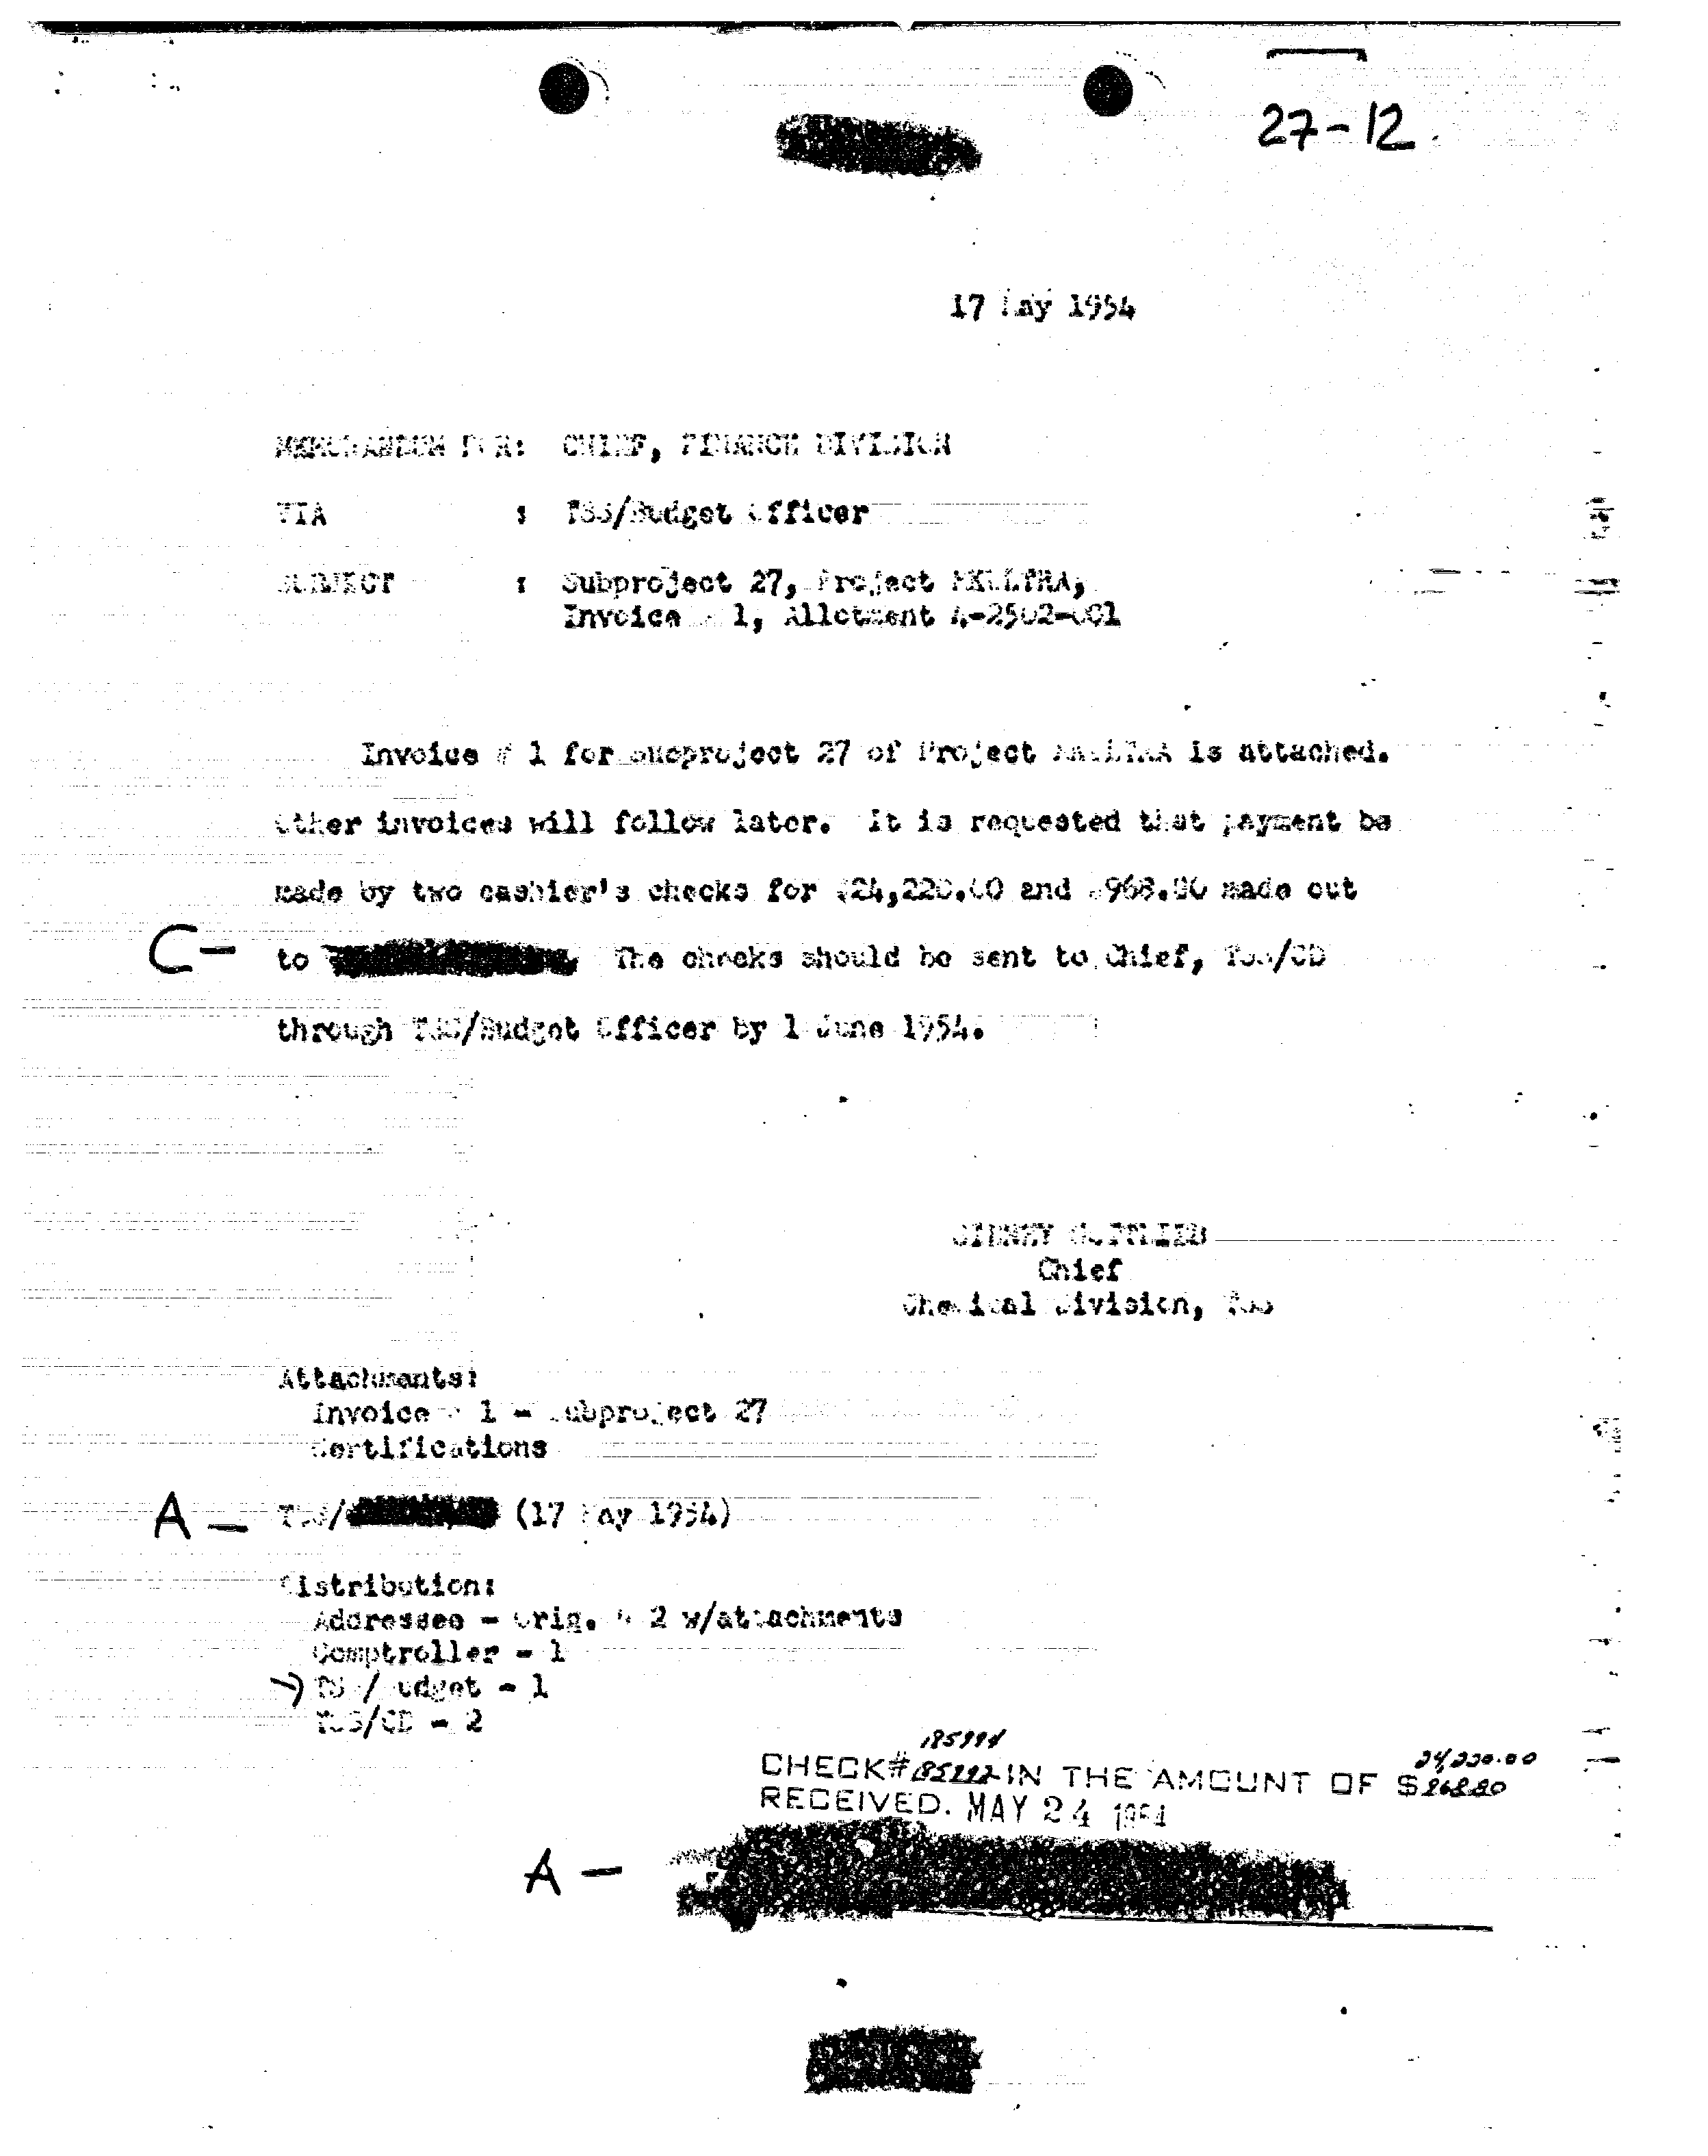 27-12.
17 May 1954
MEMORANDUM FOR: CHIEF, FINANCE DIVISION
VIA : TSS/Budget Officer
SUBJECT : Subproject 27, Project MKULTRA,
Invoice # 1, Allotment 4-2502-001
Invoice # 1 for Subproject 27 of Project MKULTRA is attached.
Other invoices will follow later. It is requested that payment be
made by two cashier's checks for $24,220.00 and $968.80 made out
C- to The checks should be sent to Chief, TSS/CD
through TSS/Budget Officer by 1 June 1954.
SIDNEY GOTTLIEB
Chief
Chemical Division, TSS
Attachments:
Invoice # 1 - Subproject 27
Certifications
A - TSS/ (17 May 1954)
Distribution:
Addressee - Orig. & 2 w/attachments
Comptroller - 1
TSS/Budget - 1
TSS/CD - 2
24,220.00
CHECK# IN THE AMOUNT OF $ 968.80
RECEIVED. MAY 24 1954
A -